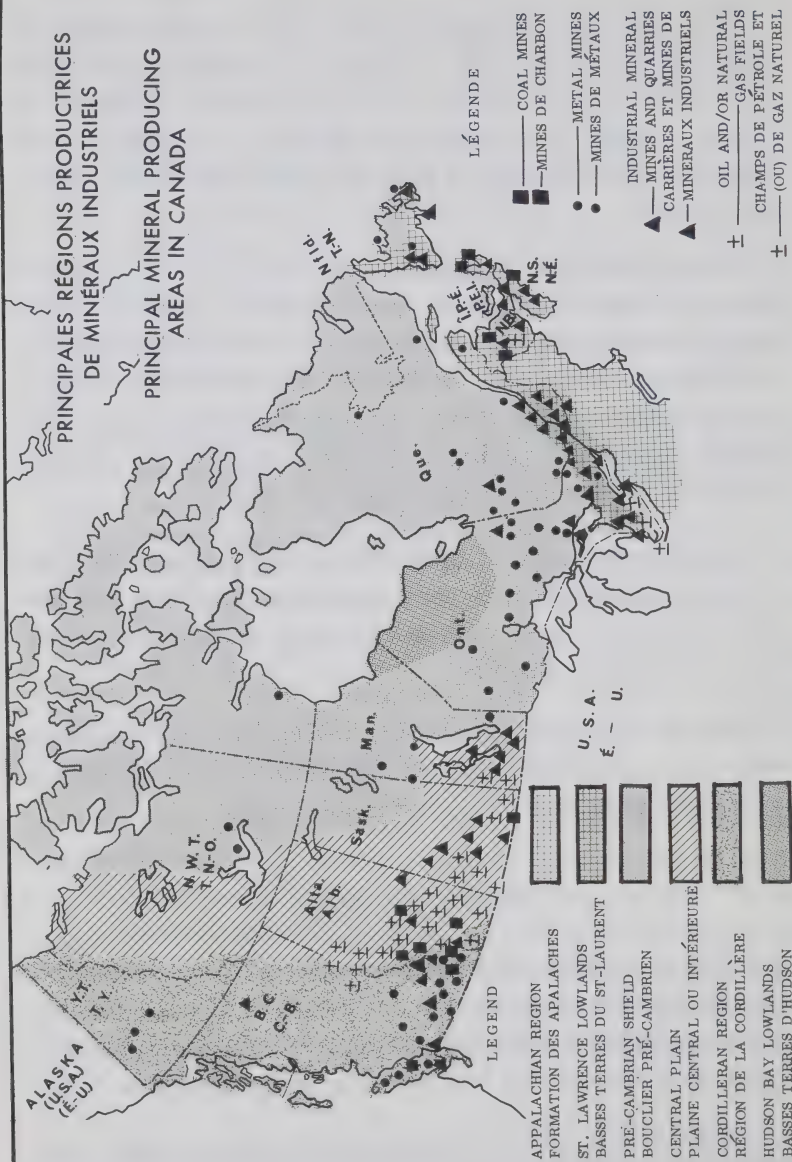 PRINCIPALES RÉGIONS PRODUCTRICES
DE MINÉRAUX INDUSTRIELS
PRINCIPAL MINERAL PRODUCING
AREAS IN CANADA
ALASKA
(U.S.A)
(É.-U)
Y.T.
T.Y.
N.W.T.
T.N.-O.
B.C.
C.-B.
Alta.
Alb.
Sask.
Man.
Ont.
Que.
Nfld.
T.-N.
I.P.É.
P.E.I.
N.B.
N.S.
N-É.
U.S.A.
É. - U.
LÉGENDE
COAL MINES
MINES DE CHARBON
METAL MINES
MINES DE MÉTAUX
INDUSTRIAL MINERAL
MINES AND QUARRIES
CARRIÈRES ET MINES DE
MINERAUX INDUSTRIELS
OIL AND/OR NATURAL
GAS FIELDS
CHAMPS DE PÉTROLE ET
(OU) DE GAZ NATUREL
LEGEND
APPALACHIAN REGION
FORMATION DES APALACHES
ST. LAWRENCE LOWLANDS
BASSES TERRES DU ST-LAURENT
PRÉ-CAMBRIAN SHIELD
BOUCLIER PRÉ-CAMBRIEN
CENTRAL PLAIN
PLAINE CENTRAL OU INTÉRIEURE
CORDILLERAN REGION
RÉGION DE LA CORDILLÈRE
HUDSON BAY LOWLANDS
BASSES TERRES D'HUDSON